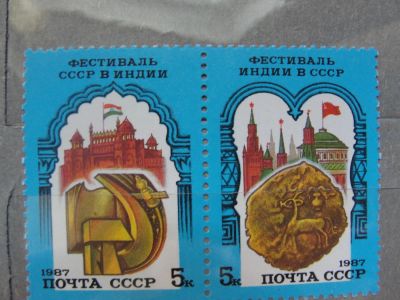 ФЕСТИВАЛЬ
СССР В ИНДИИ
1987
5к
ПОЧТА СССР
ФЕСТИВАЛЬ
ИНДИИ В СССР
5к
1987
ПОЧТА СССР